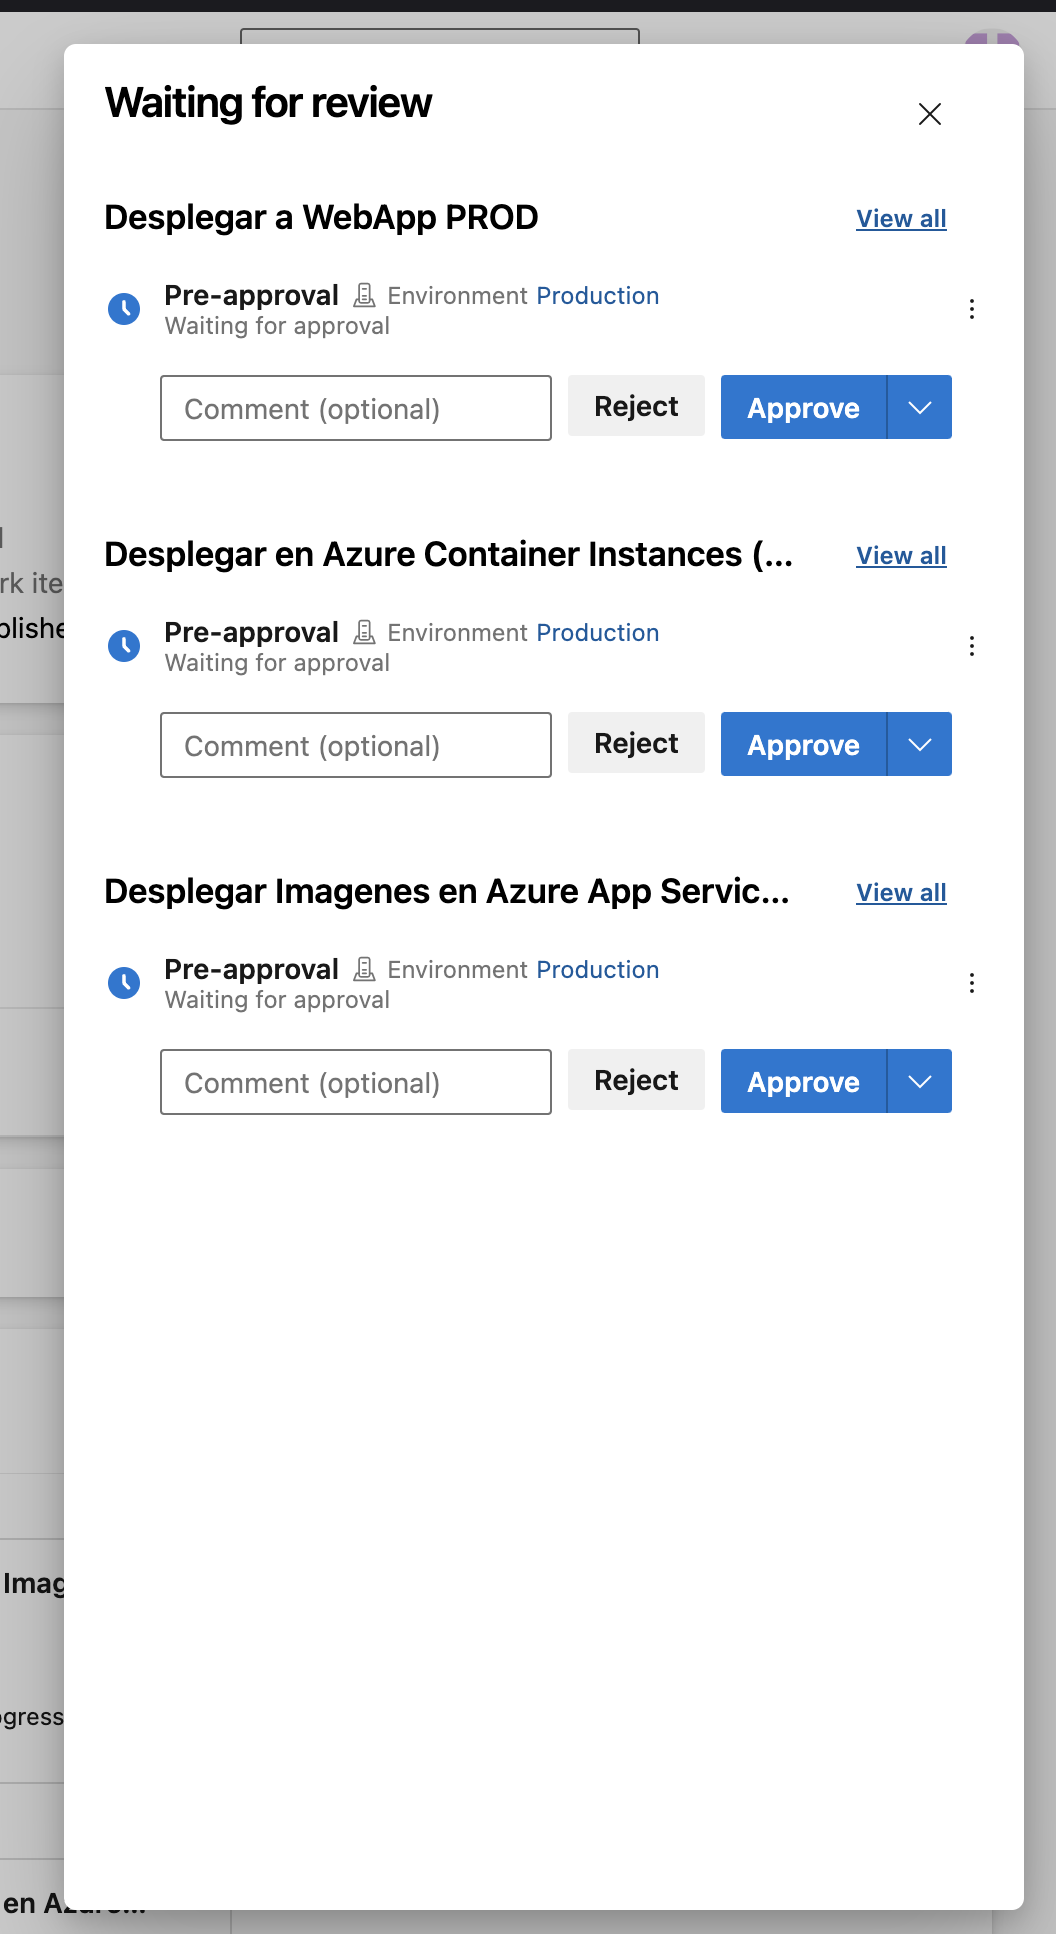 Waiting for review
Desplegar a WebApp PROD
View all
Pre-approval Environment Production
Waiting for approval
Comment (optional)
Reject
Approve
Desplegar en Azure Container Instances (...
View all
Pre-approval Environment Production
Waiting for approval
Comment (optional)
Reject
Approve
Desplegar Imagenes en Azure App Servic...
View all
Pre-approval Environment Production
Waiting for approval
Comment (optional)
Reject
Approve
rk ite
blishe
Imag
ogress
en Azure...